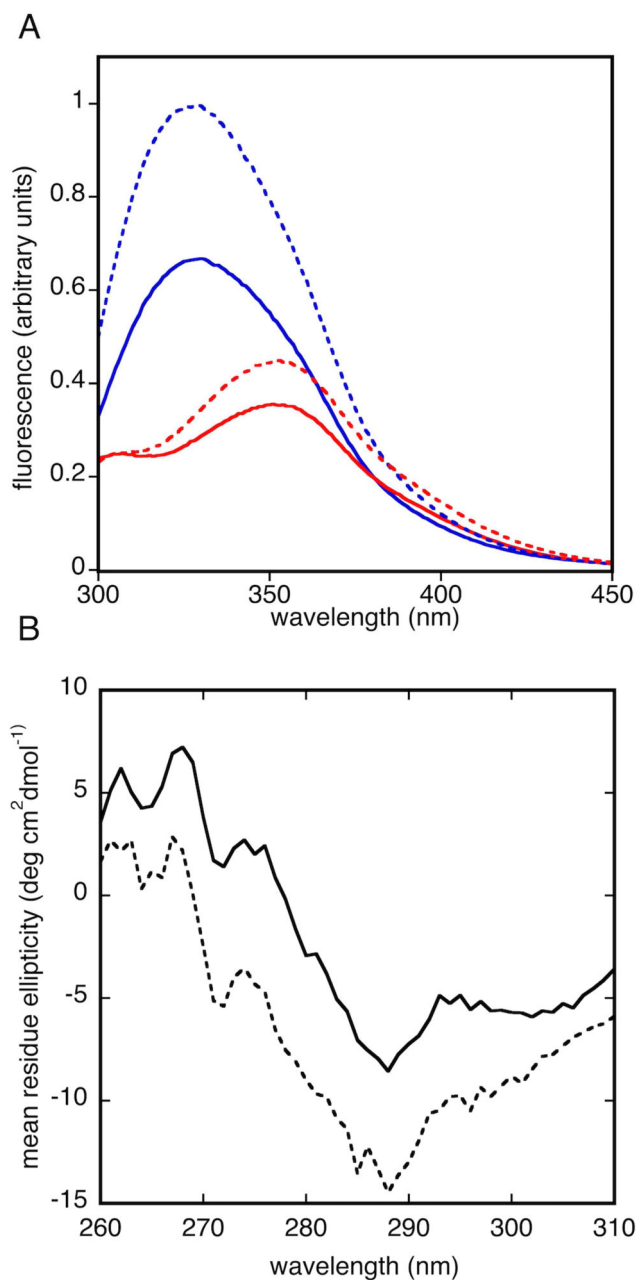 A
fluorescence (arbitrary units)
1
0.8
0.6
0.4
0.2
0
300 350 400 450
wavelength (nm)
B
mean residue ellipticity (deg cm²dmol⁻¹)
10
5
0
-5
-10
-15
260 270 280 290 300 310
wavelength (nm)